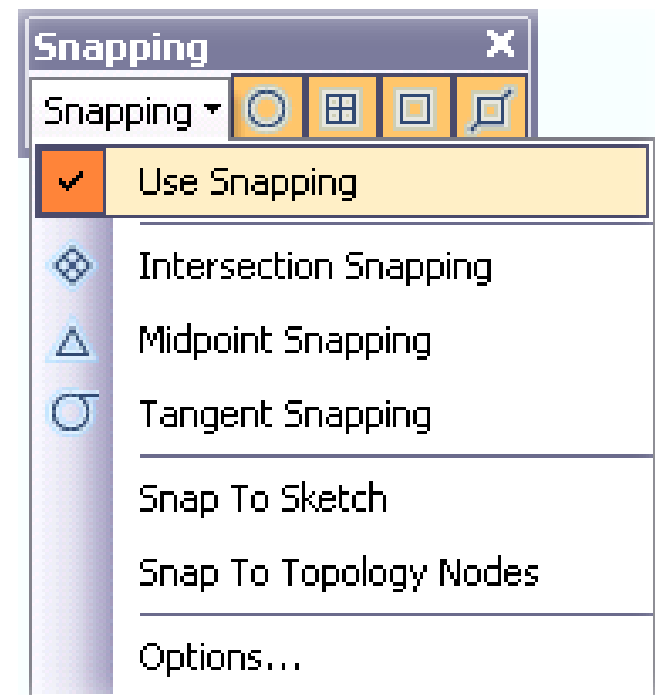 Snapping
Snapping
Use Snapping
Intersection Snapping
Midpoint Snapping
Tangent Snapping
Snap To Sketch
Snap To Topology Nodes
Options...